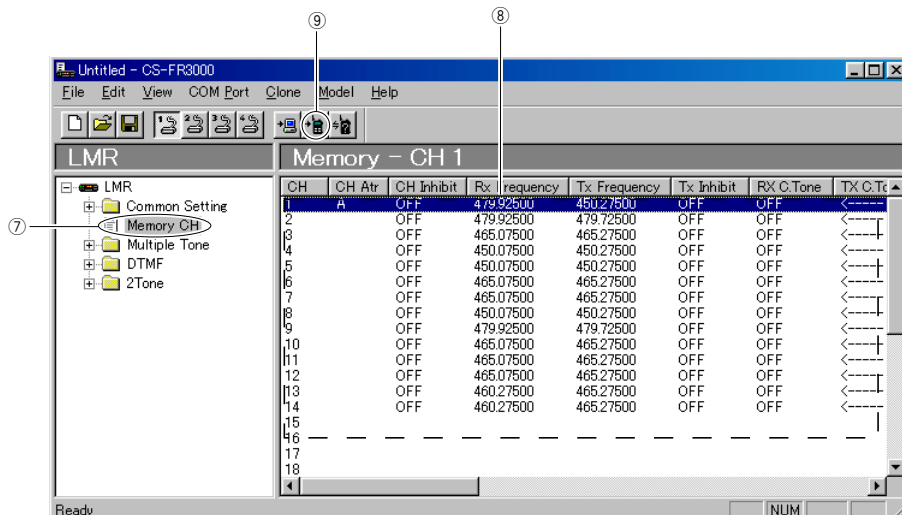 ⑨ ⑧
Untitled - CS-FR3000
File Edit View COM Port Clone Model Help
LMR
Memory - CH 1
LMR
Common Setting
⑦ Memory CH
Multiple Tone
DTMF
2Tone
CH CH Atr CH Inhibit Rx Frequency Tx Frequency Tx Inhibit RX C.Tone TX C.To
1 A OFF 479.92500 450.27500 OFF OFF <-----
2 OFF 479.92500 479.72500 OFF OFF <-----
3 OFF 465.07500 465.27500 OFF OFF <-----
4 OFF 450.07500 450.27500 OFF OFF <-----
5 OFF 450.07500 450.27500 OFF OFF <-----
6 OFF 465.07500 465.27500 OFF OFF <-----
7 OFF 465.07500 465.27500 OFF OFF <-----
8 OFF 450.07500 450.27500 OFF OFF <-----
9 OFF 479.92500 479.72500 OFF OFF <-----
10 OFF 465.07500 465.27500 OFF OFF <-----
11 OFF 465.07500 465.27500 OFF OFF <-----
12 OFF 465.07500 465.27500 OFF OFF <-----
13 OFF 460.27500 465.27500 OFF OFF <-----
14 OFF 460.27500 465.27500 OFF OFF <-----
15
16
17
18
Ready NUM